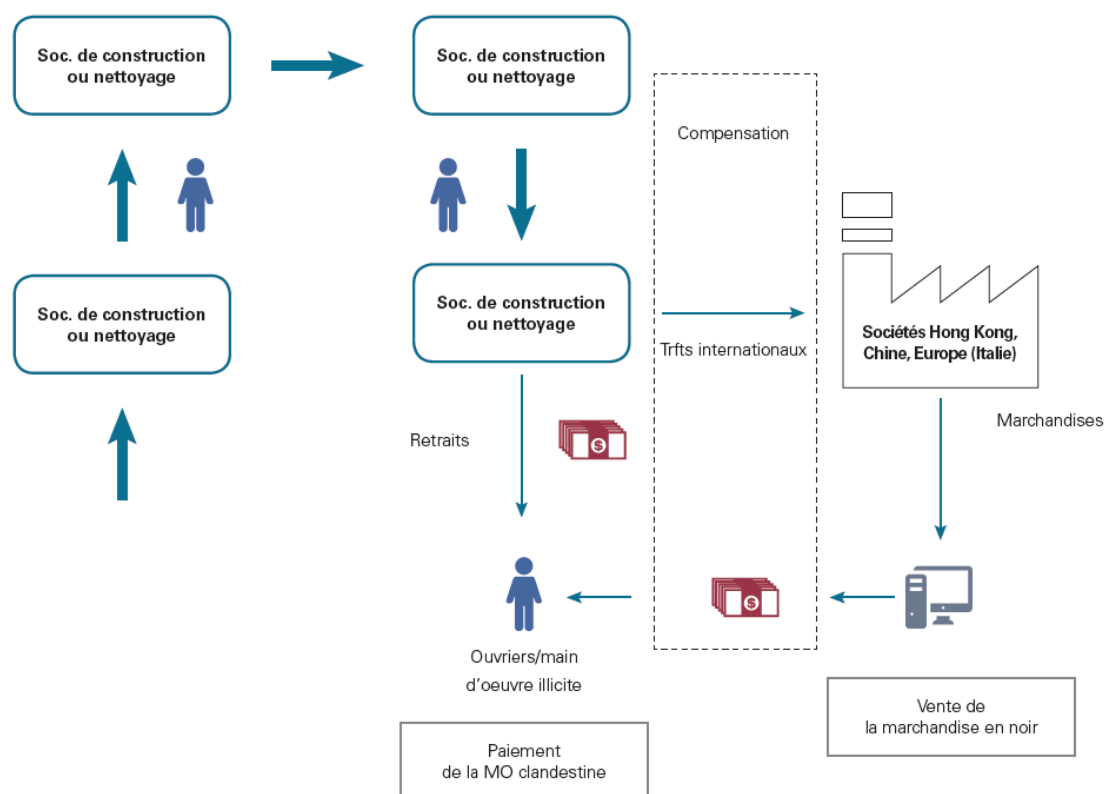 Soc. de construction
ou nettoyage
Soc. de construction
ou nettoyage
Compensation
Soc. de construction
ou nettoyage
Soc. de construction
ou nettoyage
Trfts internationaux
Sociétés Hong Kong,
Chine, Europe (Italie)
Retraits
Marchandises
Ouvriers/main
d'oeuvre illicite
Paiement
de la MO clandestine
Vente de
la marchandise en noir